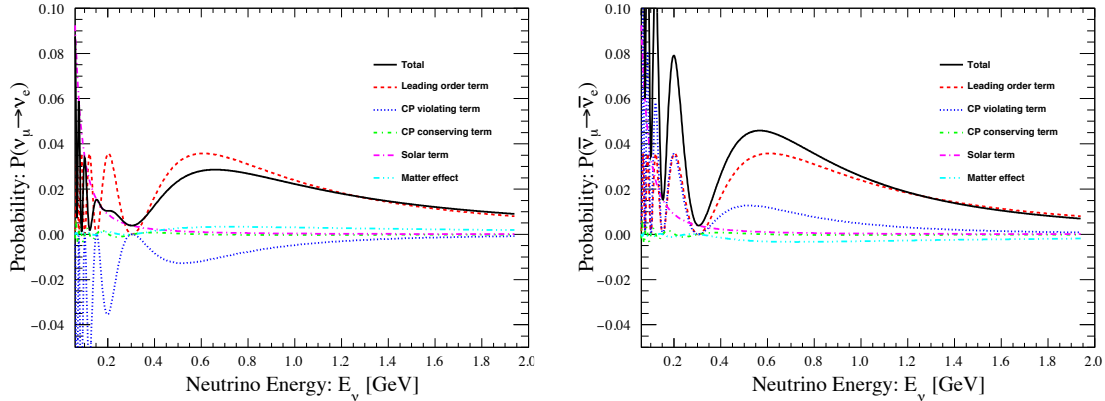 0.10
0.08
0.06
0.04
0.02
0.00
−0.02
−0.04
Probability: P(ν_μ→ν_e)
Total
Leading order term
CP violating term
CP conserving term
Solar term
Matter effect
0.2 0.4 0.6 0.8 1.0 1.2 1.4 1.6 1.8 2.0
Neutrino Energy: E_ν [GeV]
0.10
0.08
0.06
0.04
0.02
0.00
−0.02
−0.04
Probability: P(ν̅_μ→ν̅_e)
Total
Leading order term
CP violating term
CP conserving term
Solar term
Matter effect
0.2 0.4 0.6 0.8 1.0 1.2 1.4 1.6 1.8 2.0
Neutrino Energy: E_ν [GeV]